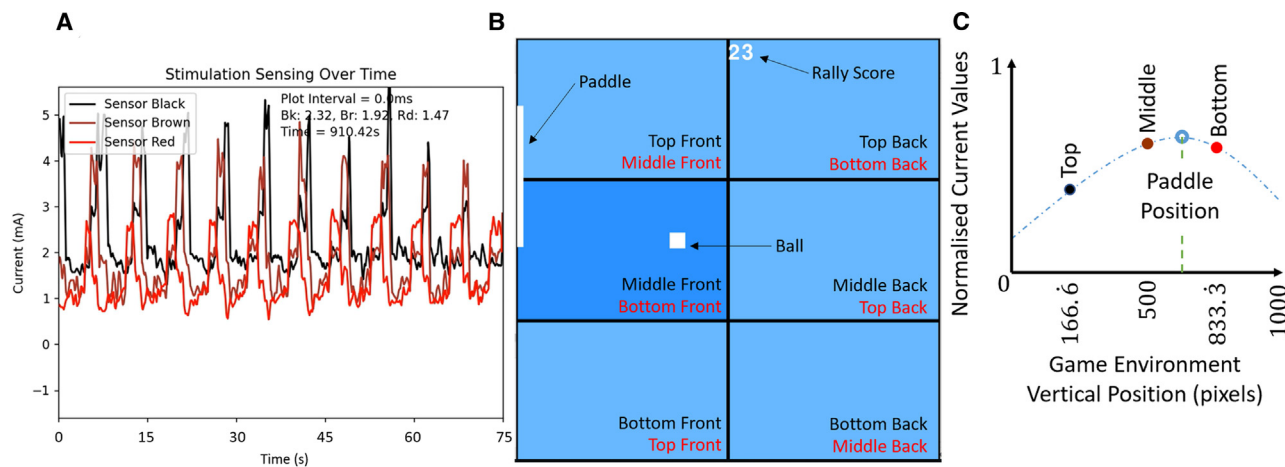 A
Stimulation Sensing Over Time
Sensor Black
Sensor Brown
Sensor Red
Plot Interval = 0.0ms
Bk: 2.32, Br: 1.92, Rd: 1.47
Time = 910.42s
Current (mA)
5
4
3
2
1
0
−1
0 15 30 45 60 75
Time (s)
B
23
Paddle
Rally Score
Top Front
Middle Front
Top Back
Bottom Back
Ball
Middle Front
Bottom Front
Middle Back
Top Back
Bottom Front
Top Front
Bottom Back
Middle Back
C
Normalised Current Values
1
0
Top
Middle
Bottom
Paddle
Position
166.6̇
500
833.3̇
1000
Game Environment
Vertical Position (pixels)